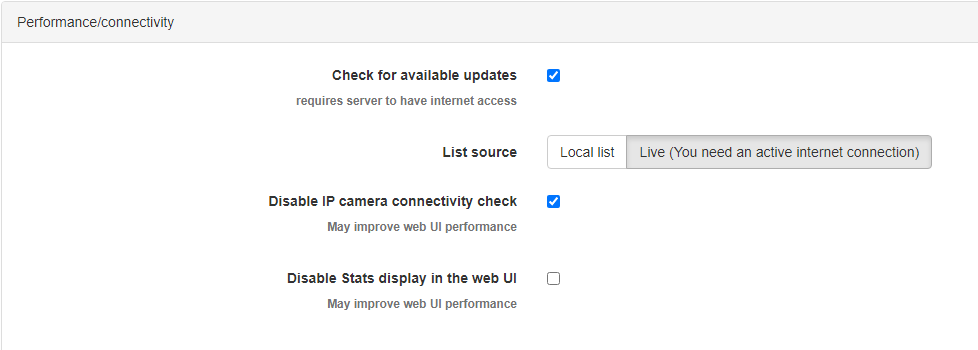 Performance/connectivity
Check for available updates
requires server to have internet access
List source
Local list
Live (You need an active internet connection)
Disable IP camera connectivity check
May improve web UI performance
Disable Stats display in the web UI
May improve web UI performance